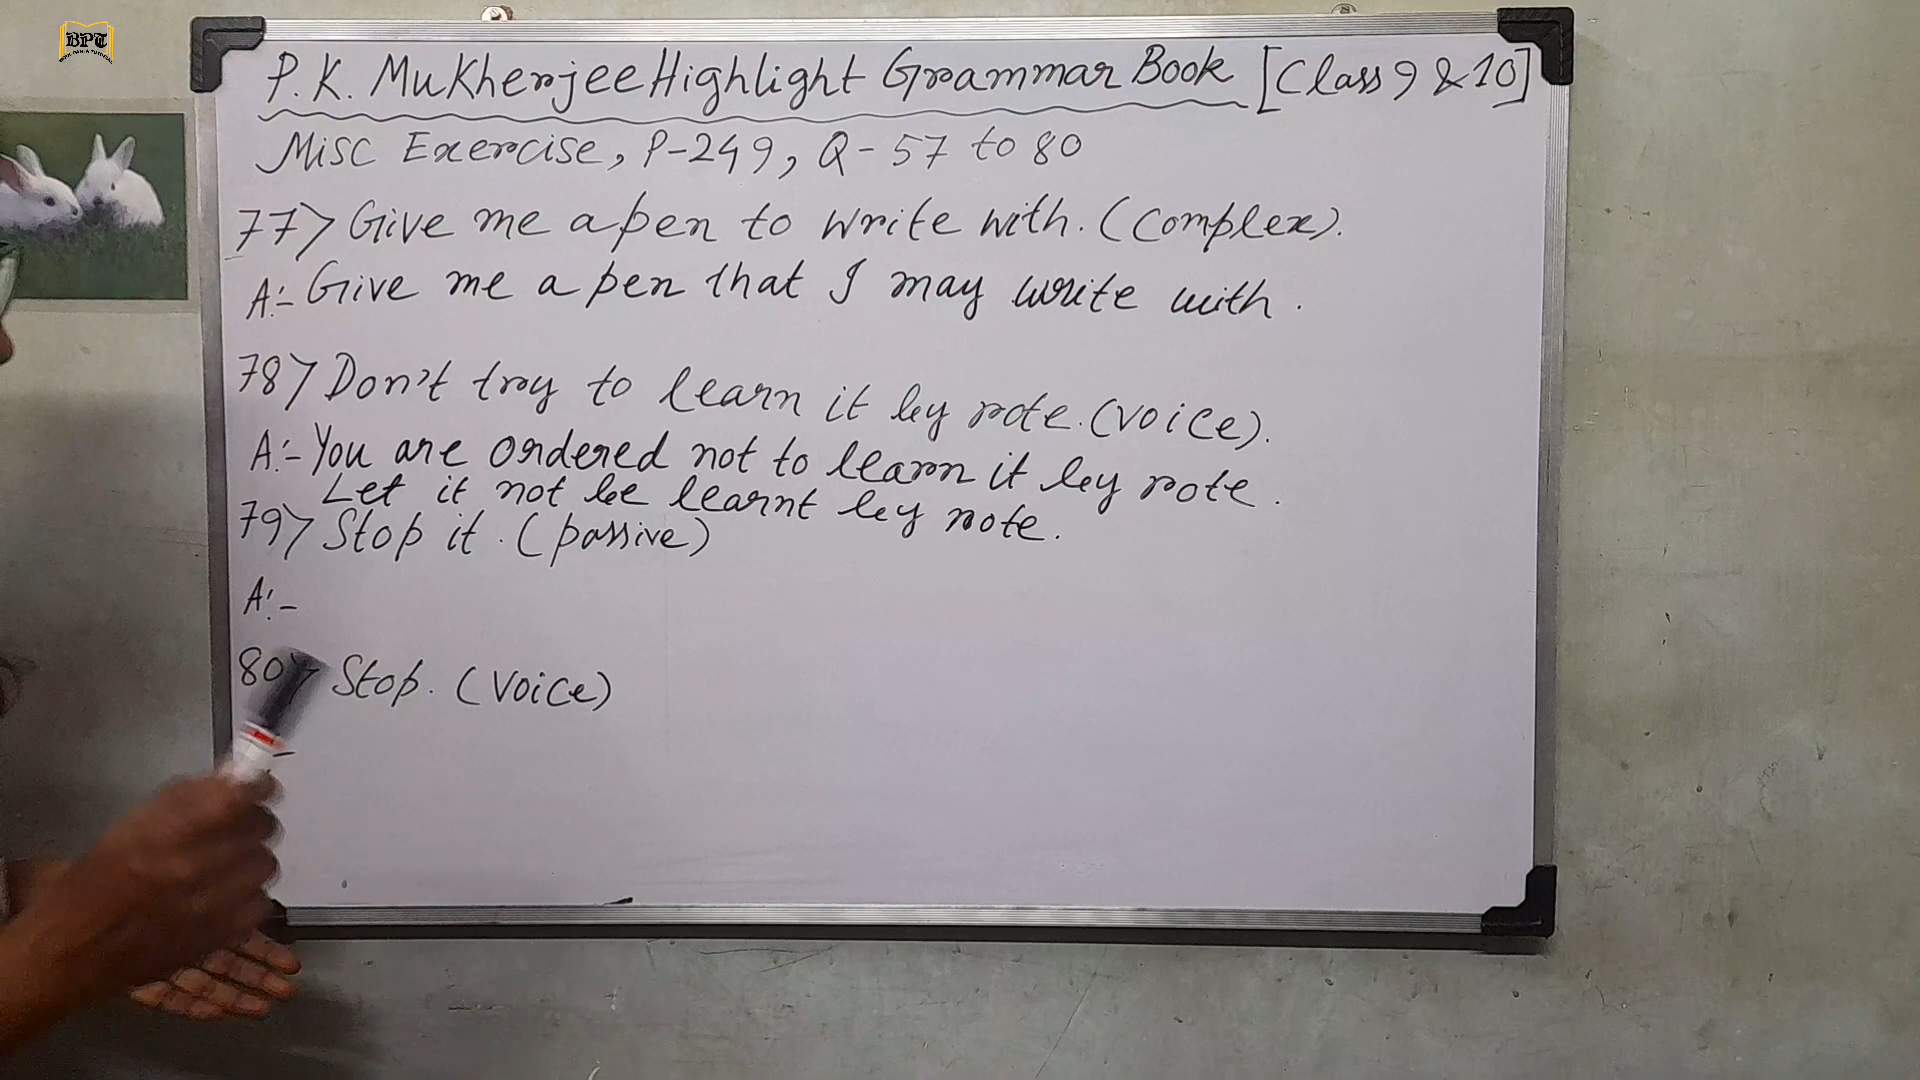 BPT
P.K. Mukherjee Highlight Grammar Book [Class 9 & 10]
Misc Exercise, P-249, Q-57 to 80
77> Give me a pen to write with. (Complex).
A:- Give me a pen that I may write with.
78> Don't try to learn it by rote. (voice).
A:- You are ordered not to learn it by rote.
Let it not be learnt by rote.
79> Stop it. (passive)
A:-
80> Stop. (Voice)